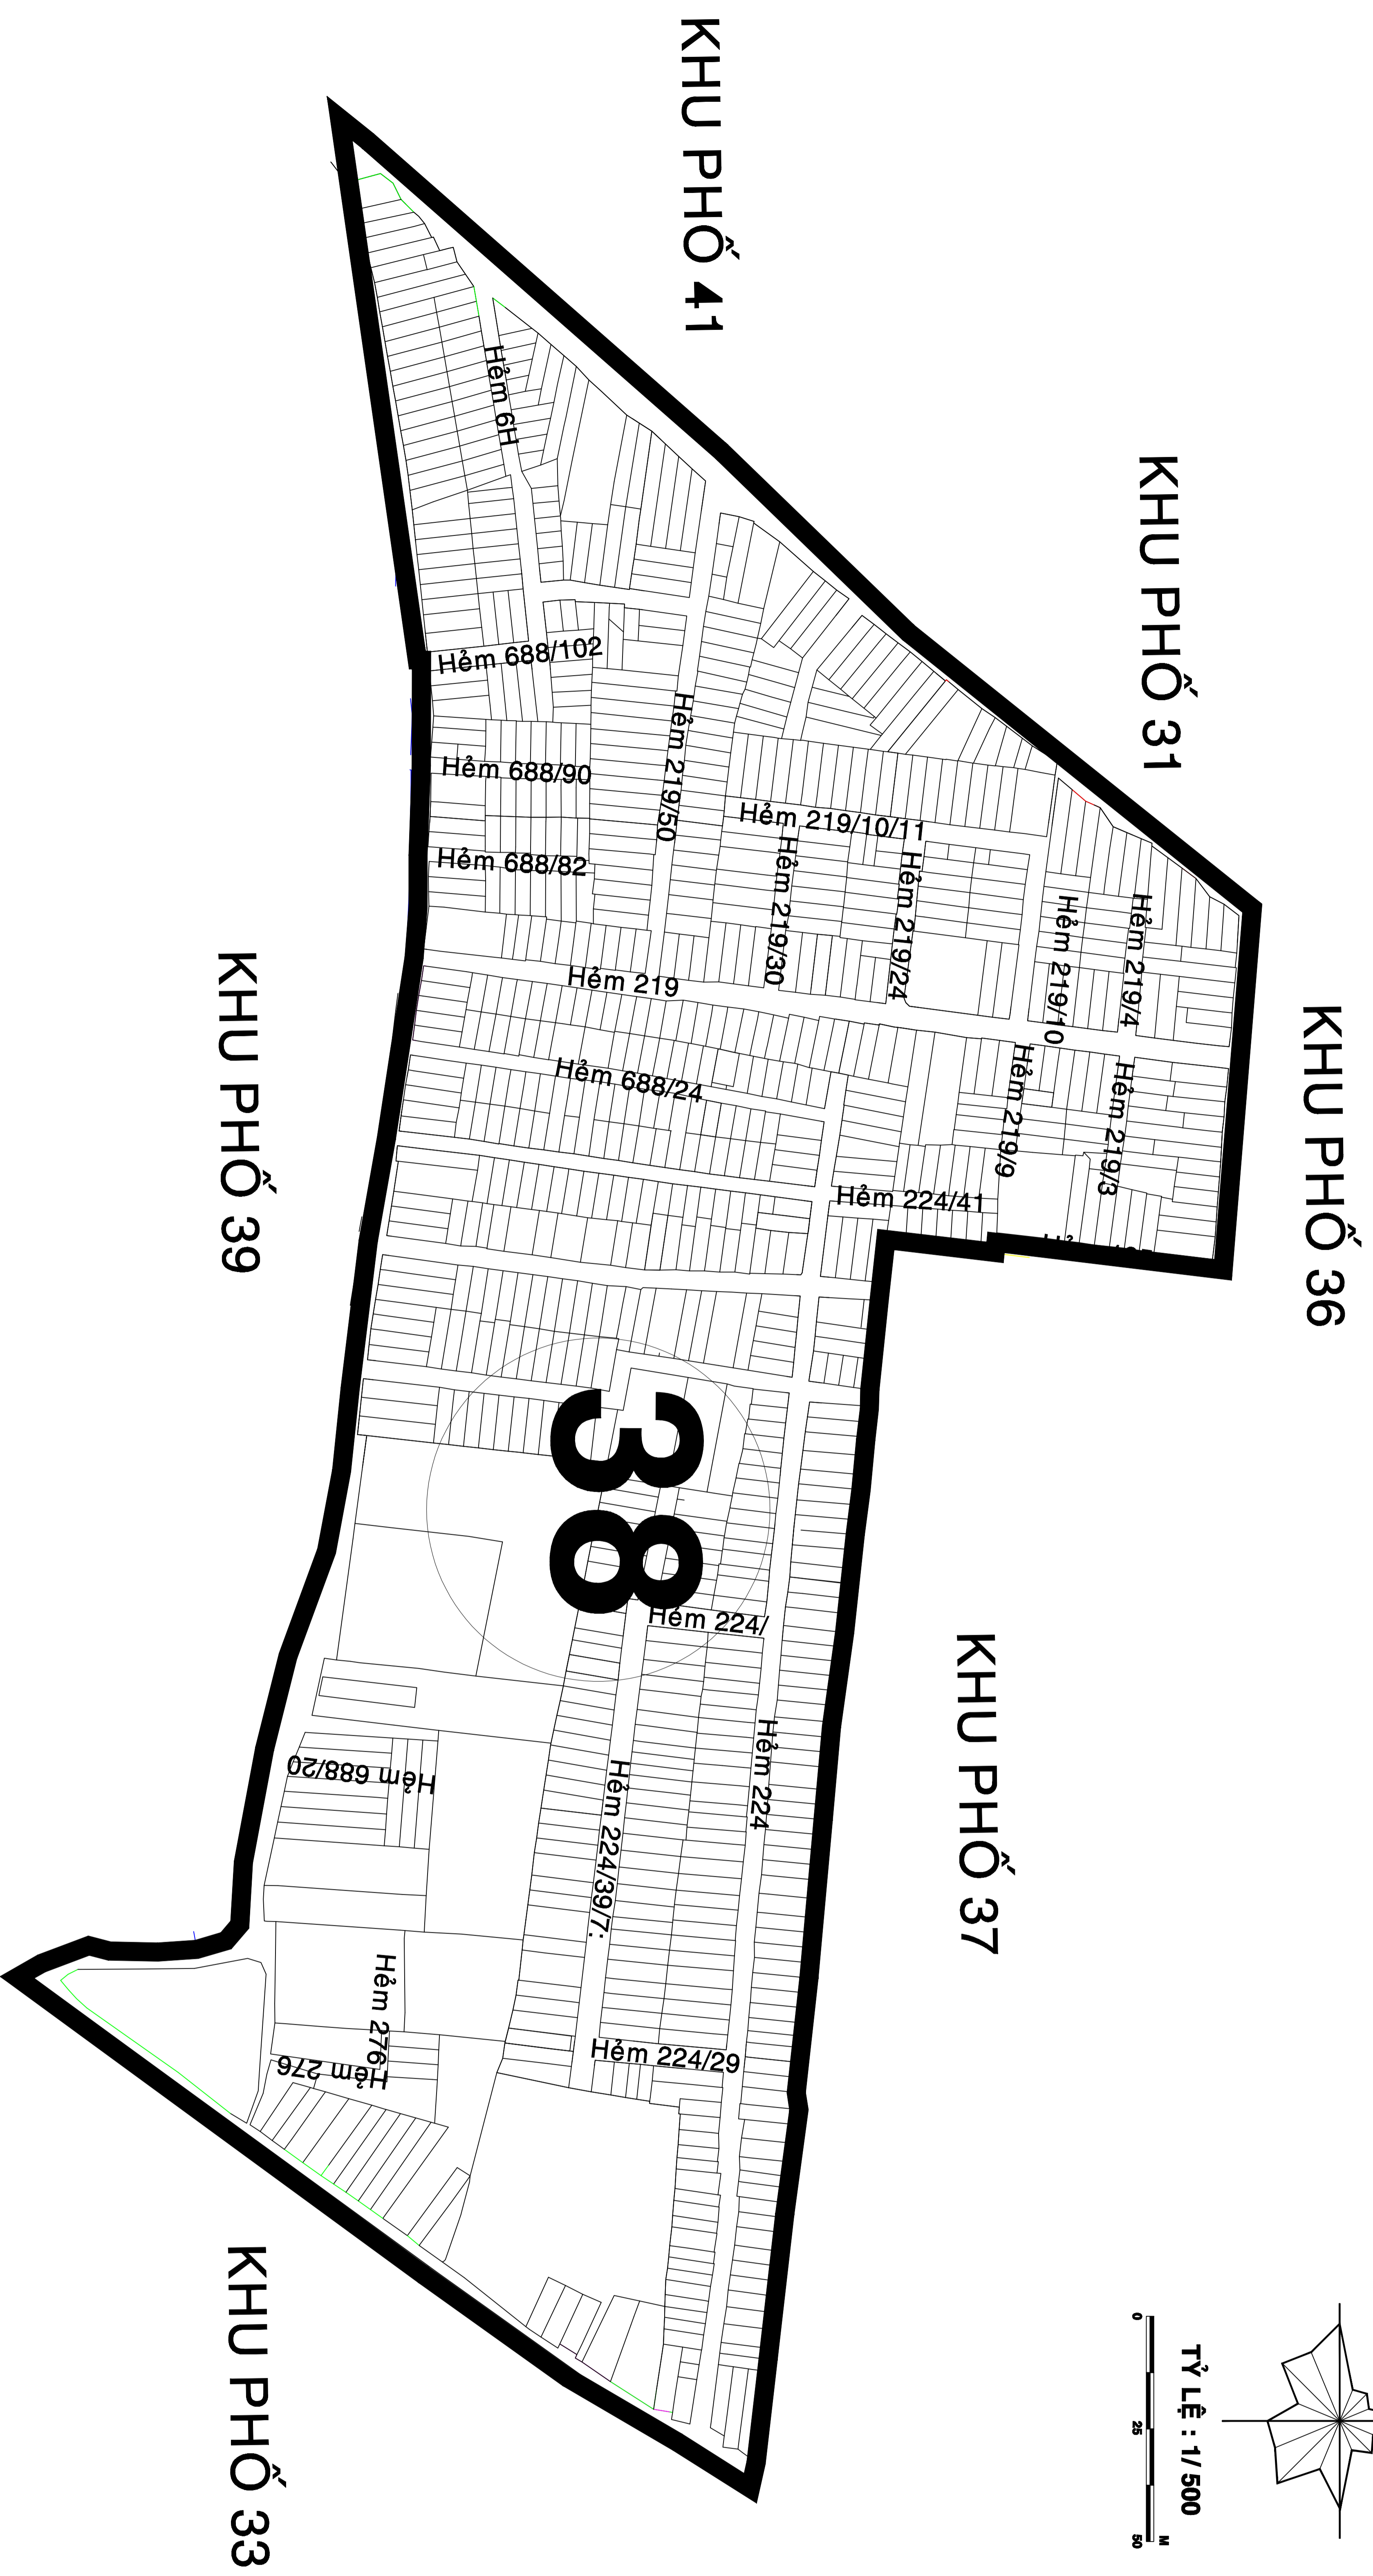 KHU PHỐ 41
KHU PHỐ 31
KHU PHỐ 36
KHU PHỐ 39
KHU PHỐ 37
KHU PHỐ 33
38
Hẻm 6H
Hẻm 688/102
Hẻm 688/90
Hẻm 688/82
Hẻm 219/50
Hẻm 219/10/11
Hẻm 219/30
Hẻm 219/24
Hẻm 219/10
Hẻm 219/4
Hẻm 219
Hẻm 688/24
Hẻm 219/9
Hẻm 219/3
Hẻm 224/41
Hẻm 224/
Hẻm 224
Hẻm 224/39/7:
Hẻm 688/20
Hẻm 276
Hẻm 276
Hẻm 224/29
TỶ LỆ : 1/ 500
0 25 50
M